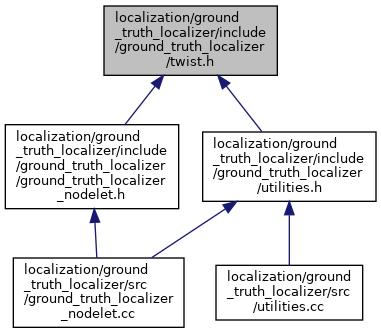 localization/ground
_truth_localizer/include
/ground_truth_localizer
/twist.h
localization/ground
_truth_localizer/include
/ground_truth_localizer
/ground_truth_localizer
_nodelet.h
localization/ground
_truth_localizer/include
/ground_truth_localizer
/utilities.h
localization/ground
_truth_localizer/src
/ground_truth_localizer
_nodelet.cc
localization/ground
_truth_localizer/src
/utilities.cc